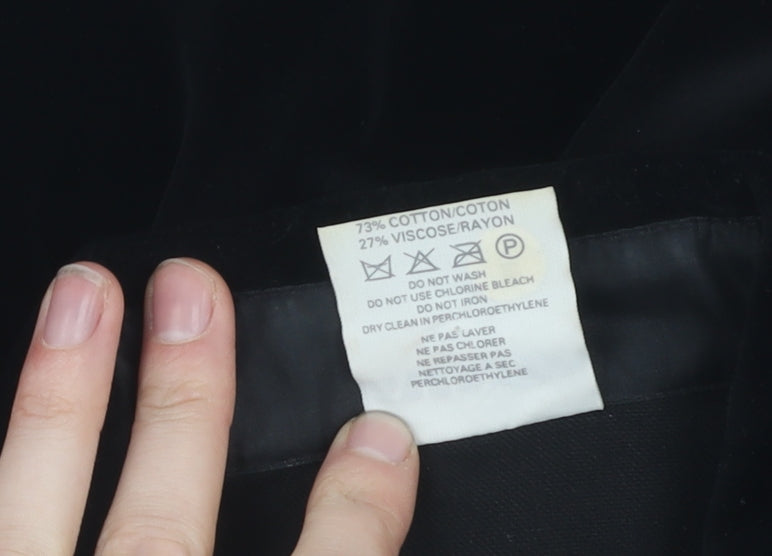 73% COTTON/COTON
27% VISCOSE/RAYON
P
DO NOT WASH
DO NOT USE CHLORINE BLEACH
DO NOT IRON
DRY CLEAN IN PERCHLOROETHYLENE
NE PAS LAVER
NE PAS CHLORER
NE REPASSER PAS
NETTOYAGE A SEC
PERCHLOROETHYLENE